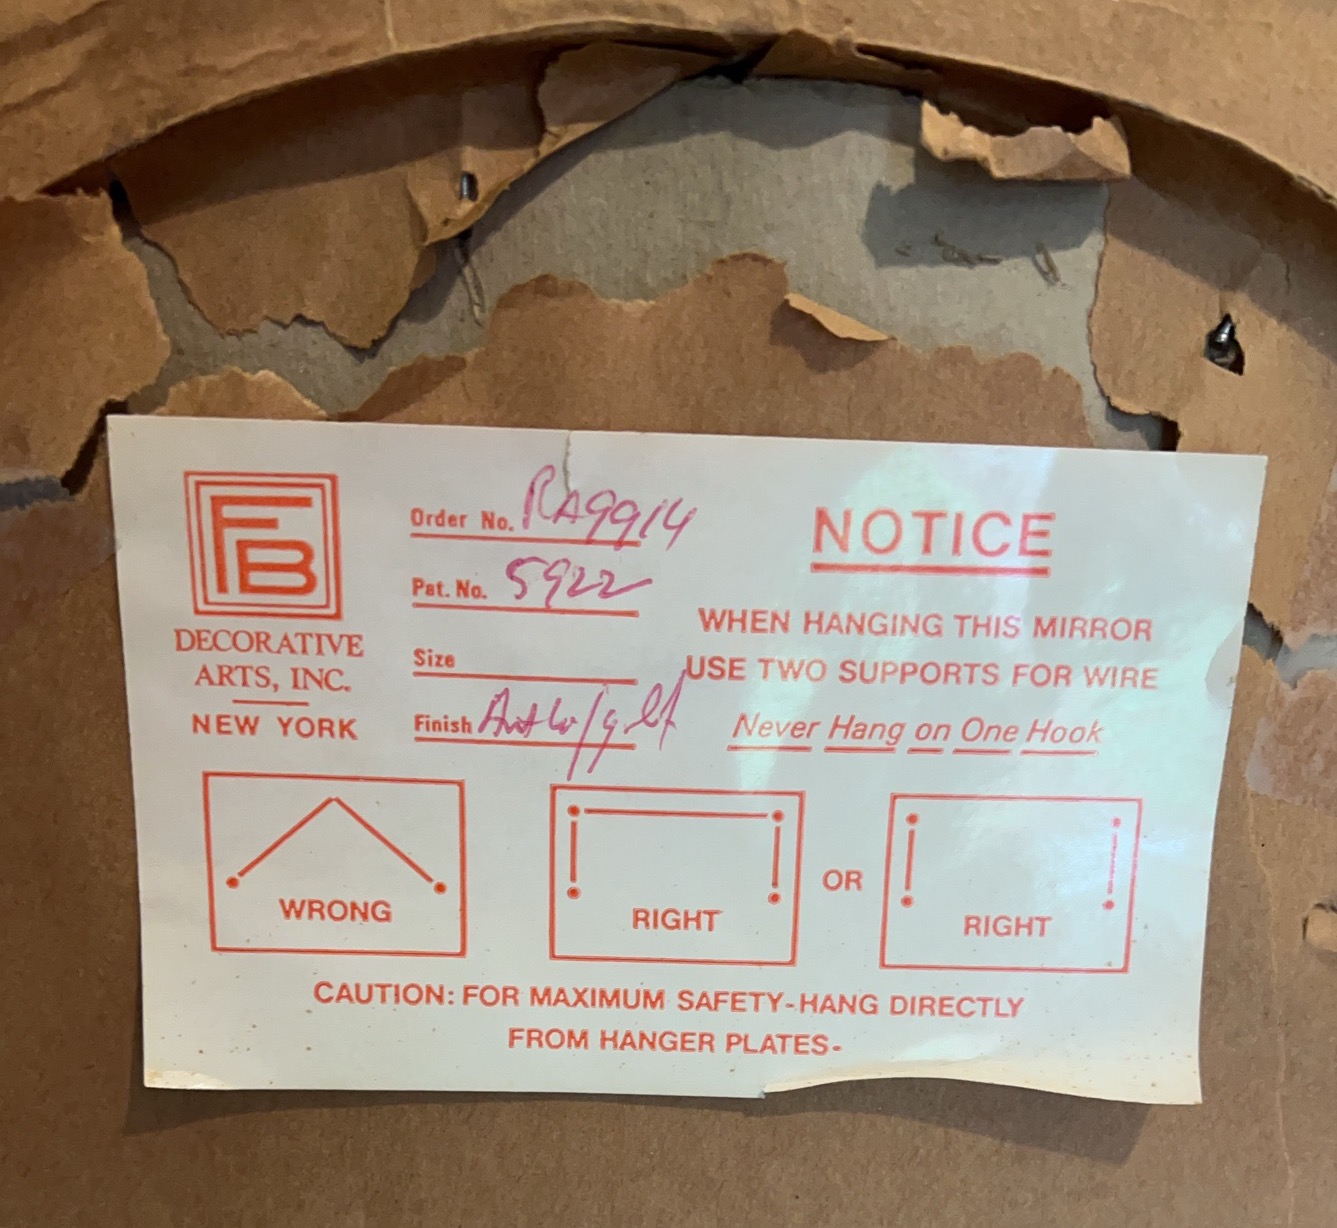 FB
DECORATIVE
ARTS, INC.
NEW YORK
Order No. RA9914
Pat. No. 5922
Size
Finish
NOTICE
WHEN HANGING THIS MIRROR
USE TWO SUPPORTS FOR WIRE
Never Hang on One Hook
WRONG
RIGHT
OR
RIGHT
CAUTION: FOR MAXIMUM SAFETY-HANG DIRECTLY
FROM HANGER PLATES-